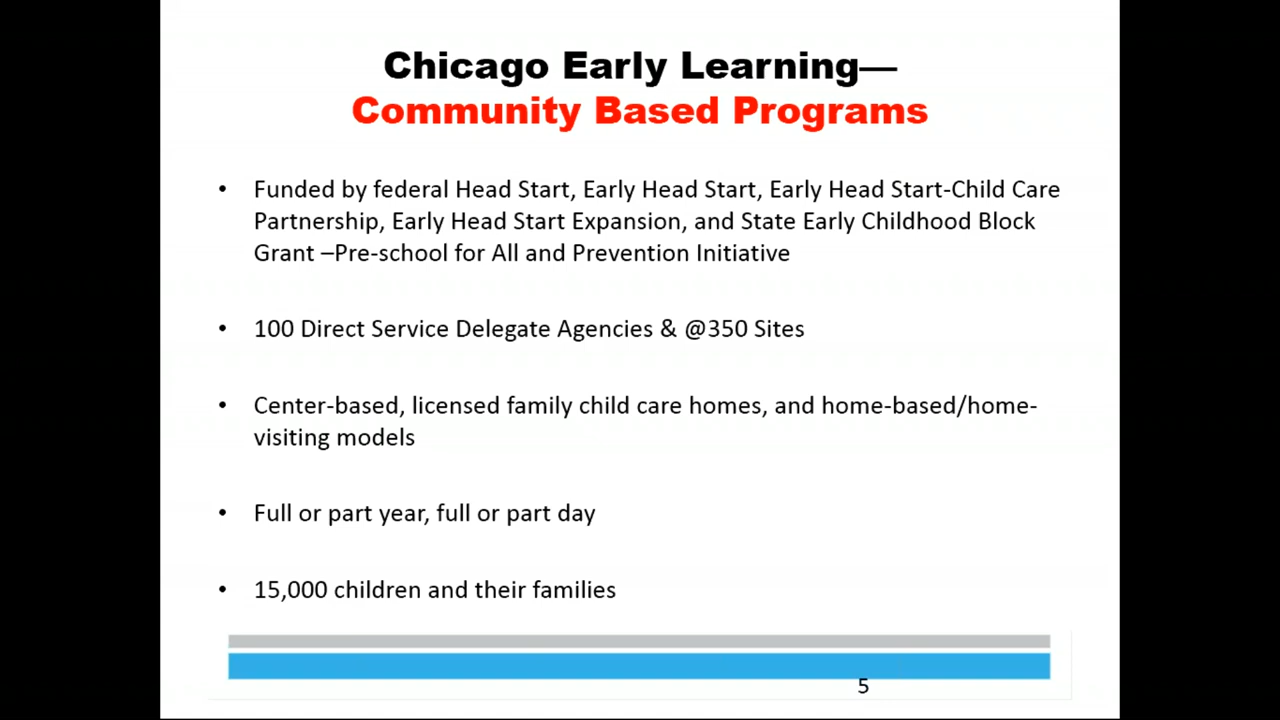 Chicago Early Learning—
Community Based Programs
• Funded by federal Head Start, Early Head Start, Early Head Start-Child Care
Partnership, Early Head Start Expansion, and State Early Childhood Block
Grant –Pre-school for All and Prevention Initiative
• 100 Direct Service Delegate Agencies & @350 Sites
• Center-based, licensed family child care homes, and home-based/home-
visiting models
• Full or part year, full or part day
• 15,000 children and their families
5